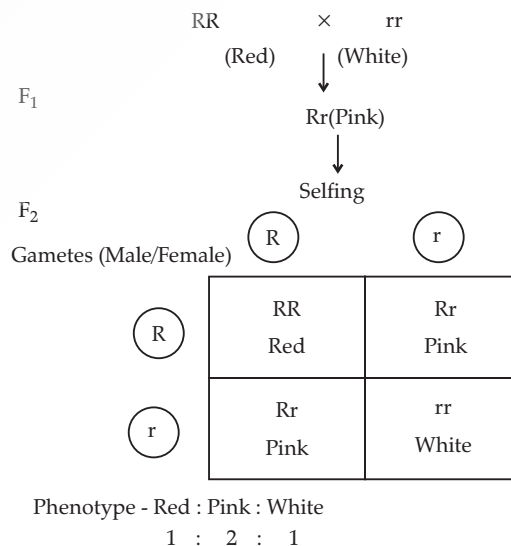 RR × rr
(Red) (White)
F₁
Rr(Pink)
Selfing
F₂
R r
Gametes (Male/Female)
R RR Rr
Red Pink
r Rr rr
Pink White
Phenotype - Red : Pink : White
1 : 2 : 1